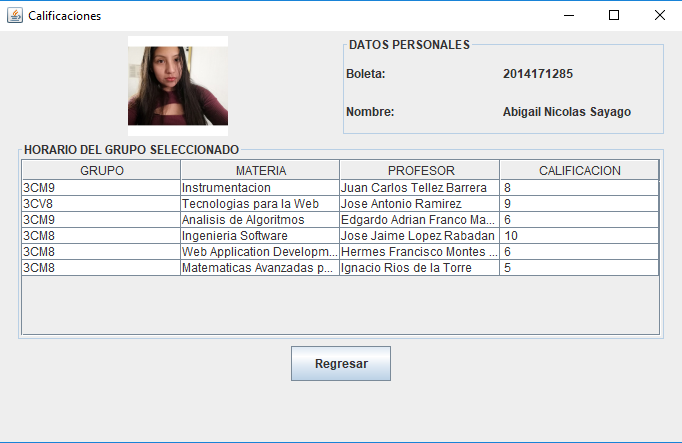 Calificaciones
DATOS PERSONALES
Boleta: 2014171285
Nombre: Abigail Nicolas Sayago
HORARIO DEL GRUPO SELECCIONADO
GRUPO MATERIA PROFESOR CALIFICACION
3CM9 Instrumentacion Juan Carlos Tellez Barrera 8
3CV8 Tecnologias para la Web Jose Antonio Ramirez 9
3CM9 Analisis de Algoritmos Edgardo Adrian Franco Ma... 6
3CM8 Ingenieria Software Jose Jaime Lopez Rabadan 10
3CM8 Web Application Developm... Hermes Francisco Montes ... 6
3CM8 Matematicas Avanzadas p... Ignacio Rios de la Torre 5
Regresar